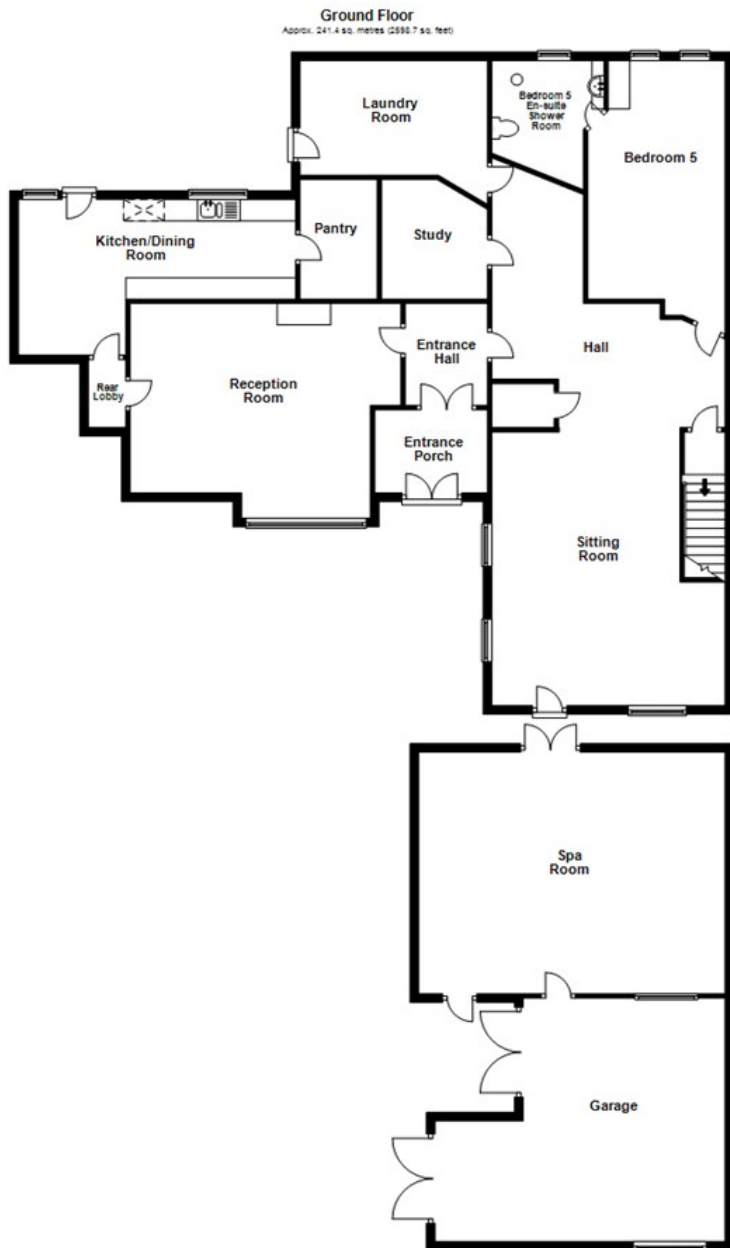 Ground Floor
Approx. 241.4 sq. metres (2598.7 sq. feet)
Laundry
Room
Bedroom 5
En-suite
Shower
Room
Bedroom 5
Kitchen/Dining
Room
Pantry
Study
Reception
Room
Entrance
Hall
Hall
Rear
Lobby
Entrance
Porch
Sitting
Room
Spa
Room
Garage